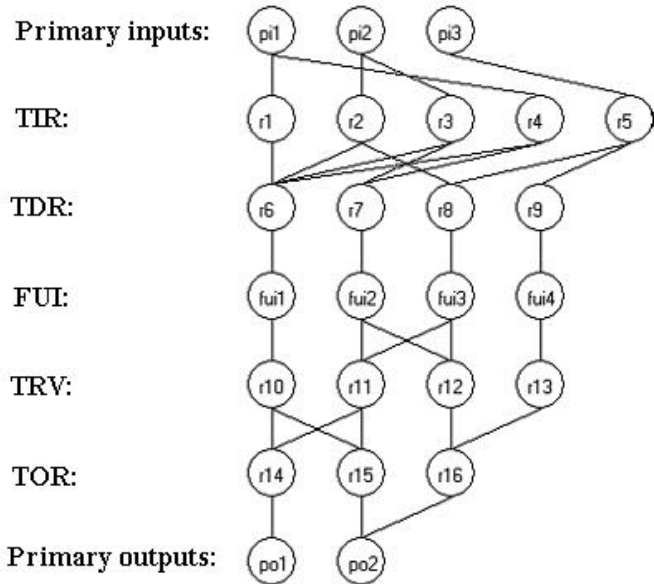 Primary inputs: pi1 pi2 pi3
TIR: r1 r2 r3 r4 r5
TDR: r6 r7 r8 r9
FUI: fui1 fui2 fui3 fui4
TRV: r10 r11 r12 r13
TOR: r14 r15 r16
Primary outputs: po1 po2